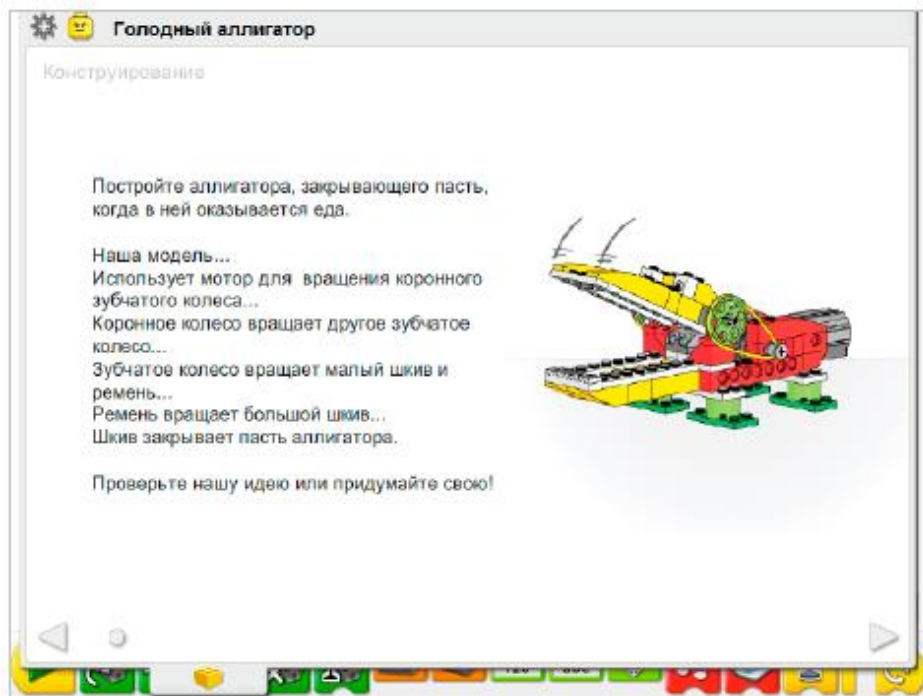 Голодный аллигатор
Конструирование
Постройте аллигатора, закрывающего пасть,
когда в ней оказывается еда.
Наша модель...
Использует мотор для вращения коронного
зубчатого колеса...
Коронное колесо вращает другое зубчатое
колесо...
Зубчатое колесо вращает малый шкив и
ремень...
Ремень вращает большой шкив...
Шкив закрывает пасть аллигатора.
Проверьте нашу идею или придумайте свою!